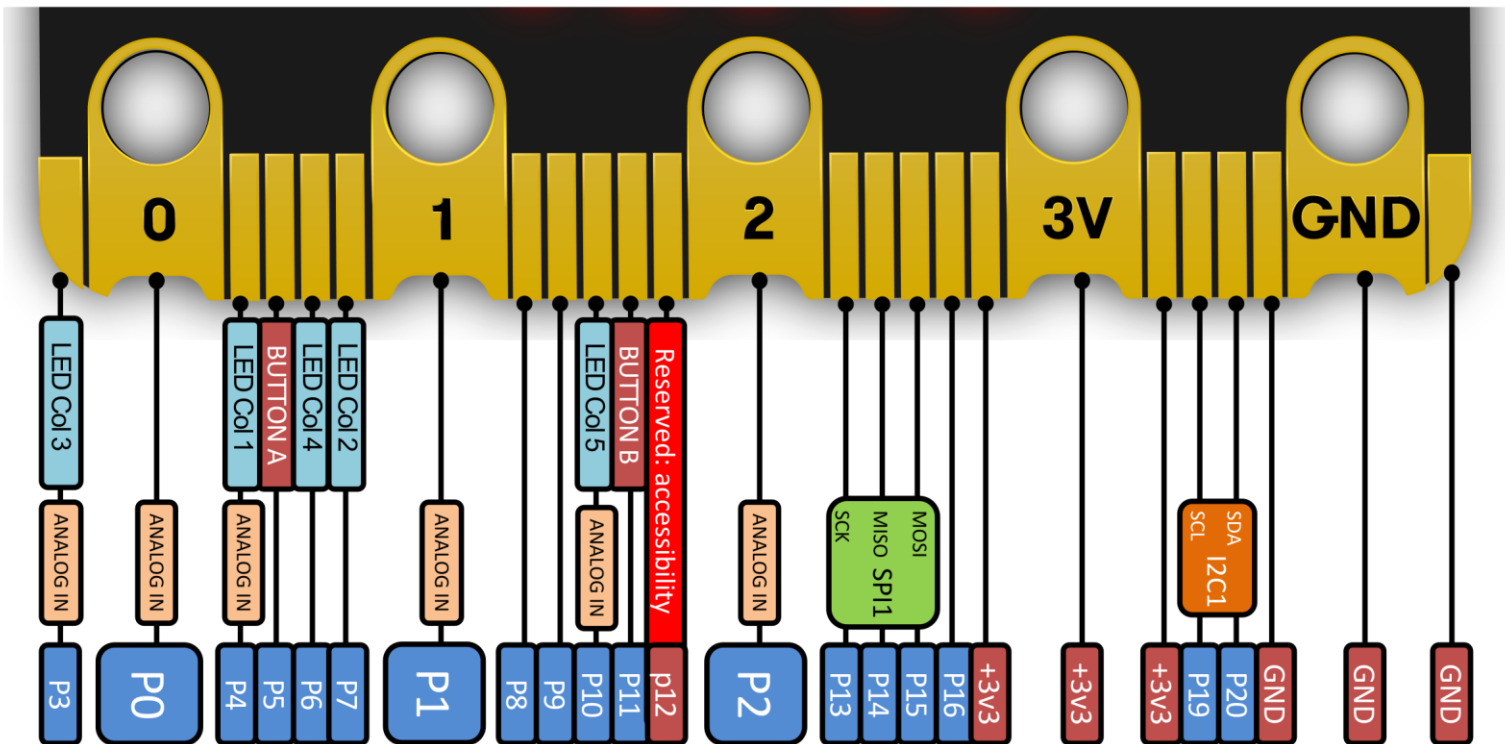 0
1
2
3V
GND
LED Col 3
LED Col 1
BUTTON A
LED Col 4
LED Col 2
LED Col 5
BUTTON B
Reserved: accessibility
ANALOG IN
ANALOG IN
ANALOG IN
ANALOG IN
ANALOG IN
ANALOG IN
SCK
MISO
MOSI
SPI1
SCL
SDA
I2C1
P3
P0
P4
P5
P6
P7
P1
P8
P9
P10
P11
p12
P2
P13
P14
P15
P16
+3v3
+3v3
+3v3
P19
P20
GND
GND
GND